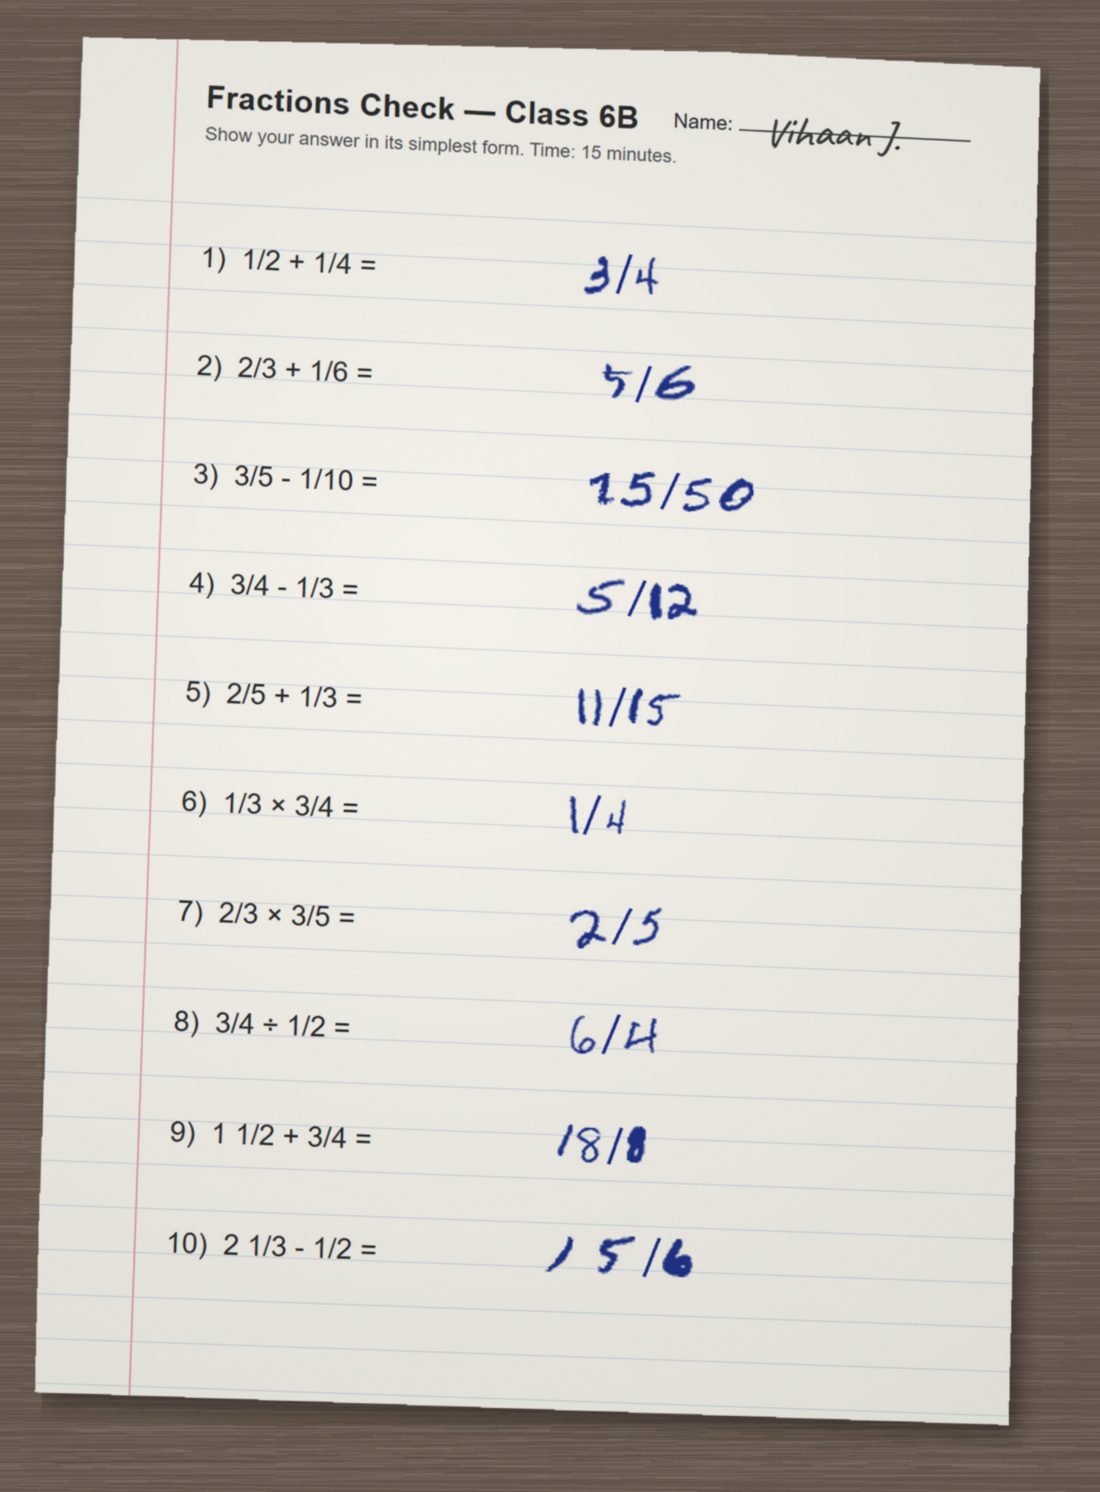 Fractions Check — Class 6B Name: Vihaan J.
Show your answer in its simplest form. Time: 15 minutes.
1) 1/2 + 1/4 = 3/4
2) 2/3 + 1/6 = 5/6
3) 3/5 - 1/10 = 25/50
4) 3/4 - 1/3 = 5/12
5) 2/5 + 1/3 = 11/15
6) 1/3 × 3/4 = 1/4
7) 2/3 × 3/5 = 2/5
8) 3/4 ÷ 1/2 = 6/4
9) 1 1/2 + 3/4 = 18/8
10) 2 1/3 - 1/2 = 1 5/6